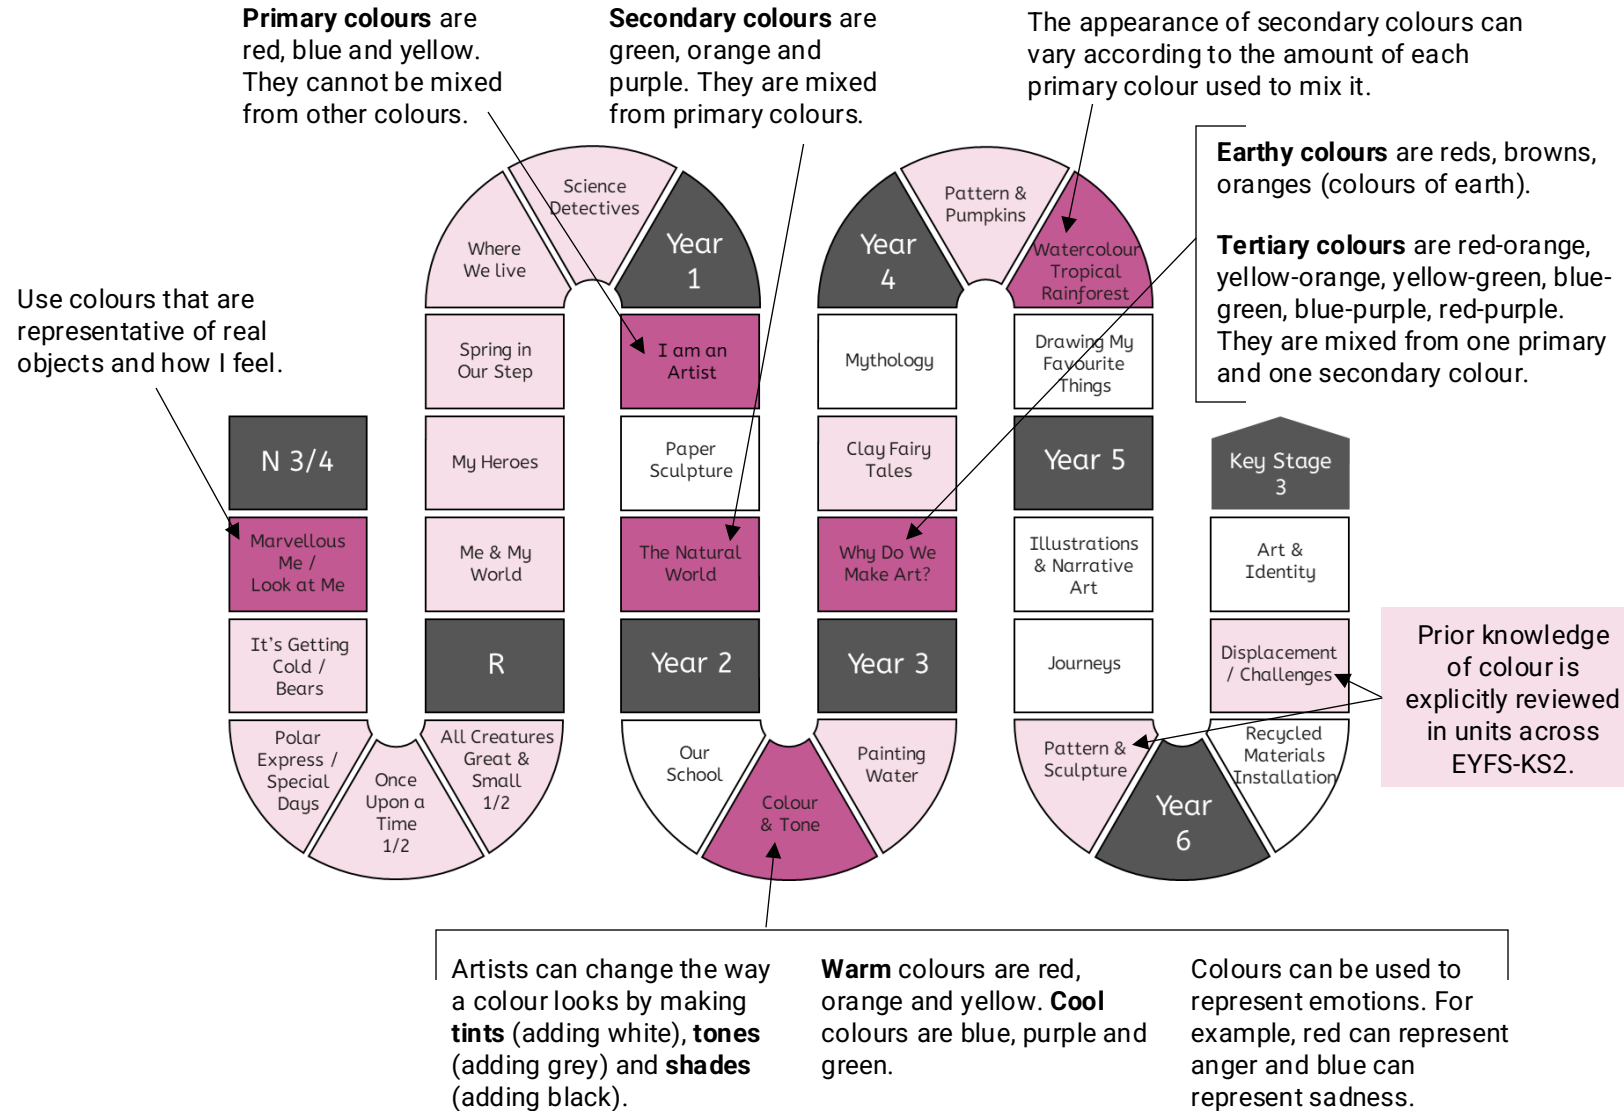 Primary colours are
red, blue and yellow.
They cannot be mixed
from other colours.
Secondary colours are
green, orange and
purple. They are mixed
from primary colours.
The appearance of secondary colours can
vary according to the amount of each
primary colour used to mix it.
Earthy colours are reds, browns,
oranges (colours of earth).
Tertiary colours are red-orange,
yellow-orange, yellow-green, blue-
green, blue-purple, red-purple.
They are mixed from one primary
and one secondary colour.
Use colours that are
representative of real
objects and how I feel.
N 3/4
Marvellous
Me /
Look at Me
It's Getting
Cold /
Bears
Polar
Express /
Special
Days
Once
Upon a
Time
1/2
All Creatures
Great &
Small
1/2
R
Me & My
World
My Heroes
Spring in
Our Step
Where
We live
Science
Detectives
Year
1
I am an
Artist
Paper
Sculpture
The Natural
World
Year 2
Our
School
Colour
& Tone
Painting
Water
Year 3
Why Do We
Make Art?
Clay Fairy
Tales
Mythology
Year
4
Pattern &
Pumpkins
Watercolour
Tropical
Rainforest
Drawing My
Favourite
Things
Year 5
Illustrations
& Narrative
Art
Journeys
Pattern &
Sculpture
Year
6
Recycled
Materials
Installation
Displacement
/ Challenges
Art &
Identity
Key Stage
3
Prior knowledge
of colour is
explicitly reviewed
in units across
EYFS-KS2.
Artists can change the way
a colour looks by making
tints (adding white), tones
(adding grey) and shades
(adding black).
Warm colours are red,
orange and yellow. Cool
colours are blue, purple and
green.
Colours can be used to
represent emotions. For
example, red can represent
anger and blue can
represent sadness.